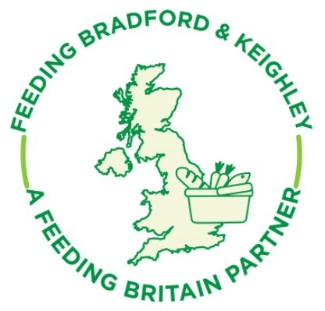 FEEDING BRADFORD & KEIGHLEY
A FEEDING BRITAIN PARTNER